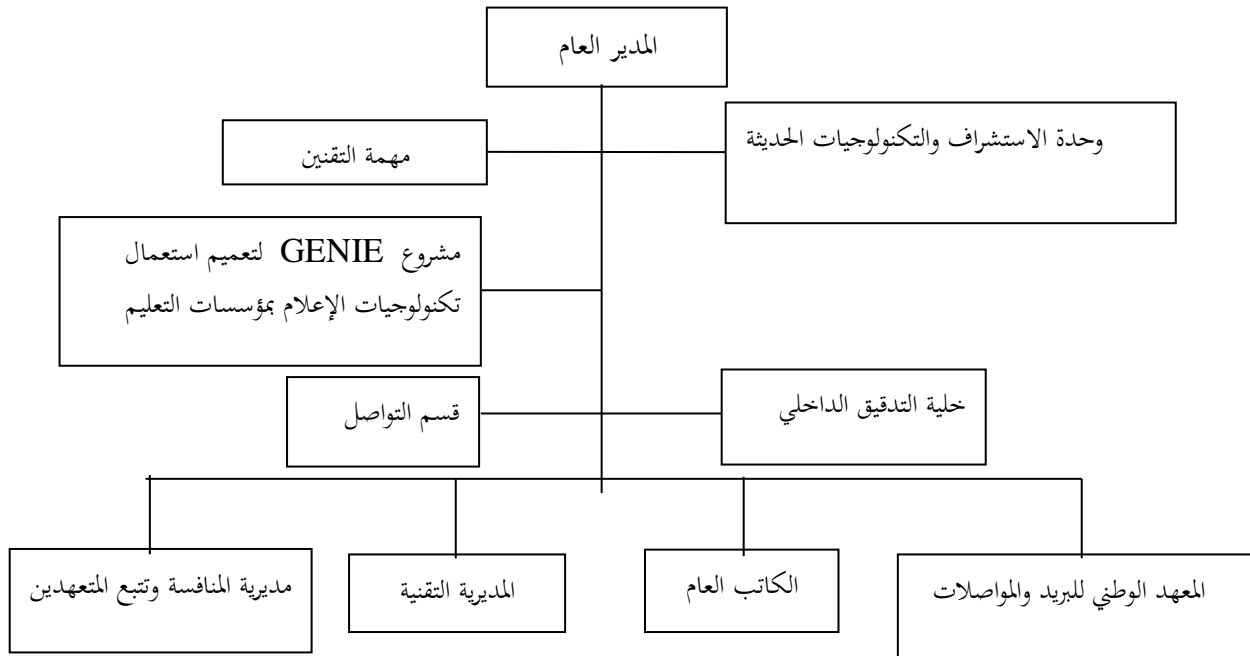 المدير العام
وحدة الاستشراف والتكنولوجيات الحديثة
مهمة التقنين
مشروع GENIE لتعميم استعمال
تكنولوجيات الإعلام بمؤسسات التعليم
خلية التدقيق الداخلي
قسم التواصل
المعهد الوطني للبريد والمواصلات
الكاتب العام
المديرية التقنية
مديرية المنافسة وتتبع المتعهدين